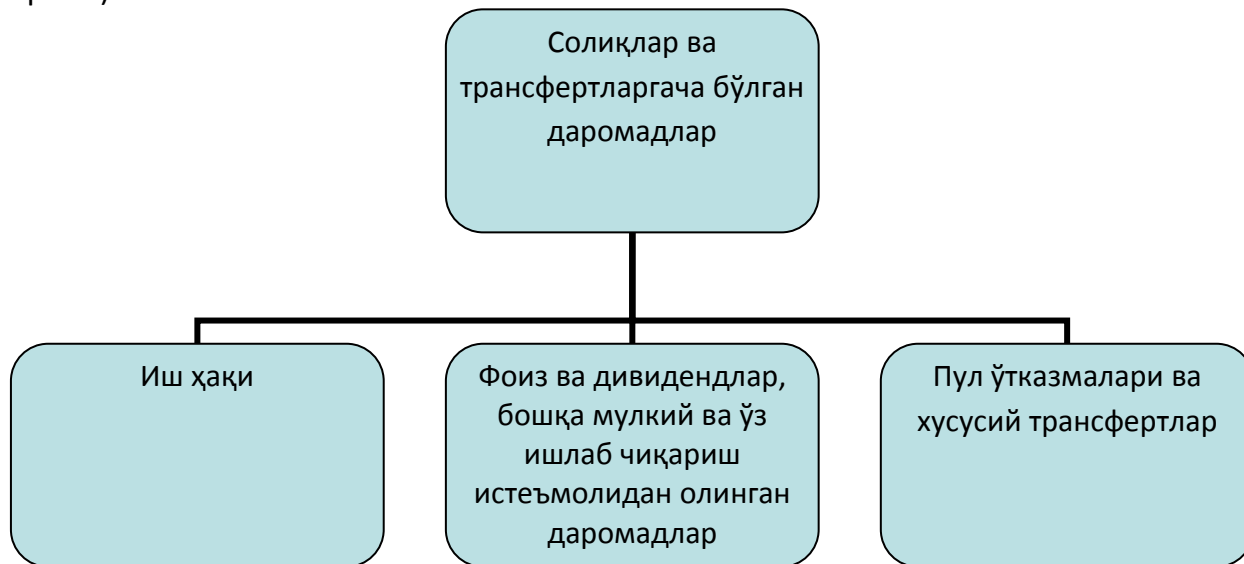 Солиқлар ва
трансфертларгача бўлган
даромадлар
Иш ҳақи
Фоиз ва дивидендлар,
бошқа мулкий ва ўз
ишлаб чиқариш
истеъмолидан олинган
даромадлар
Пул ўтказмалари ва
хусусий трансфертлар